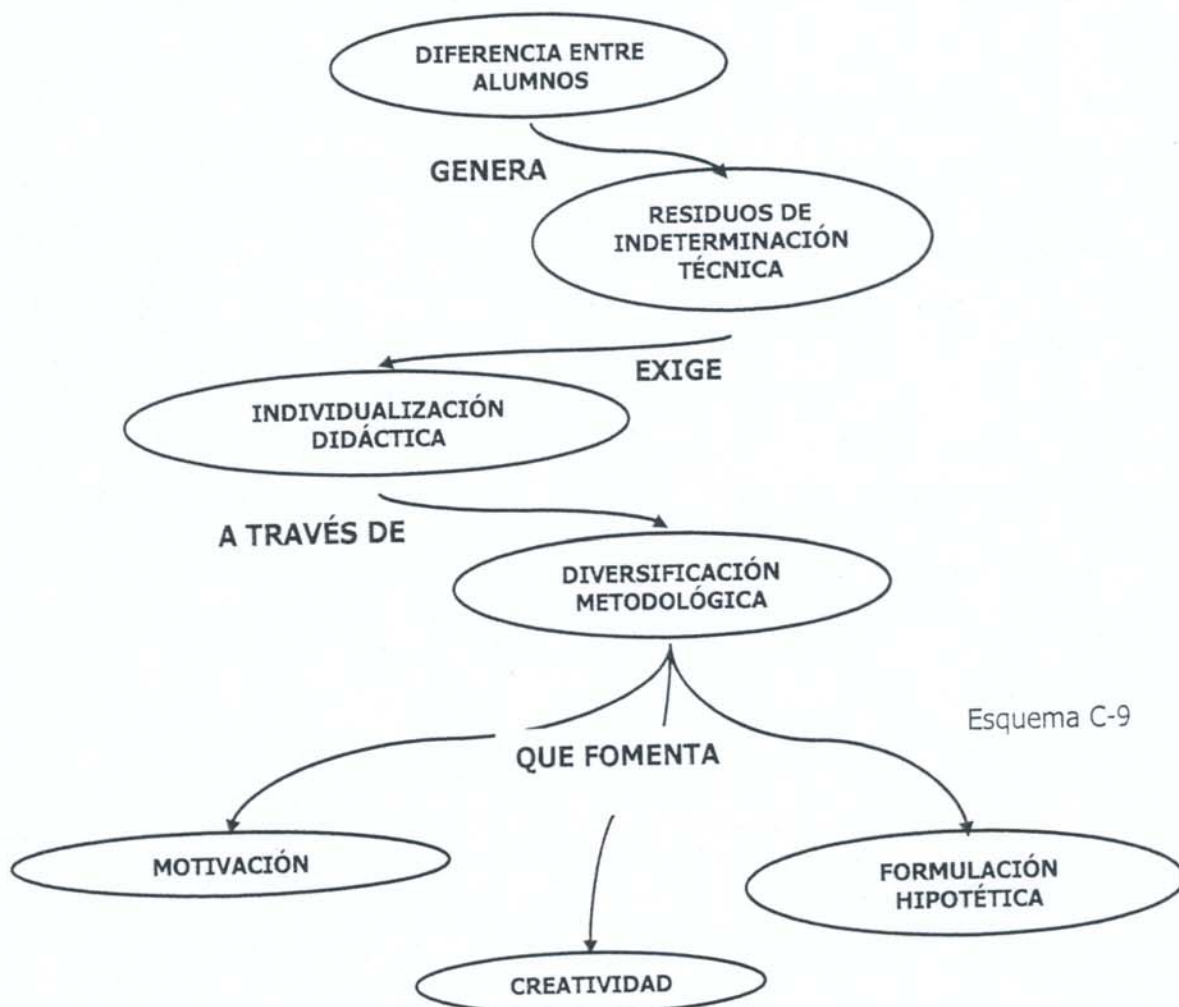 DIFERENCIA ENTRE
ALUMNOS
GENERA
RESIDUOS DE
INDETERMINACIÓN
TÉCNICA
EXIGE
INDIVIDUALIZACIÓN
DIDÁCTICA
A TRAVÉS DE
DIVERSIFICACIÓN
METODOLÓGICA
Esquema C-9
QUE FOMENTA
MOTIVACIÓN
FORMULACIÓN
HIPOTÉTICA
CREATIVIDAD